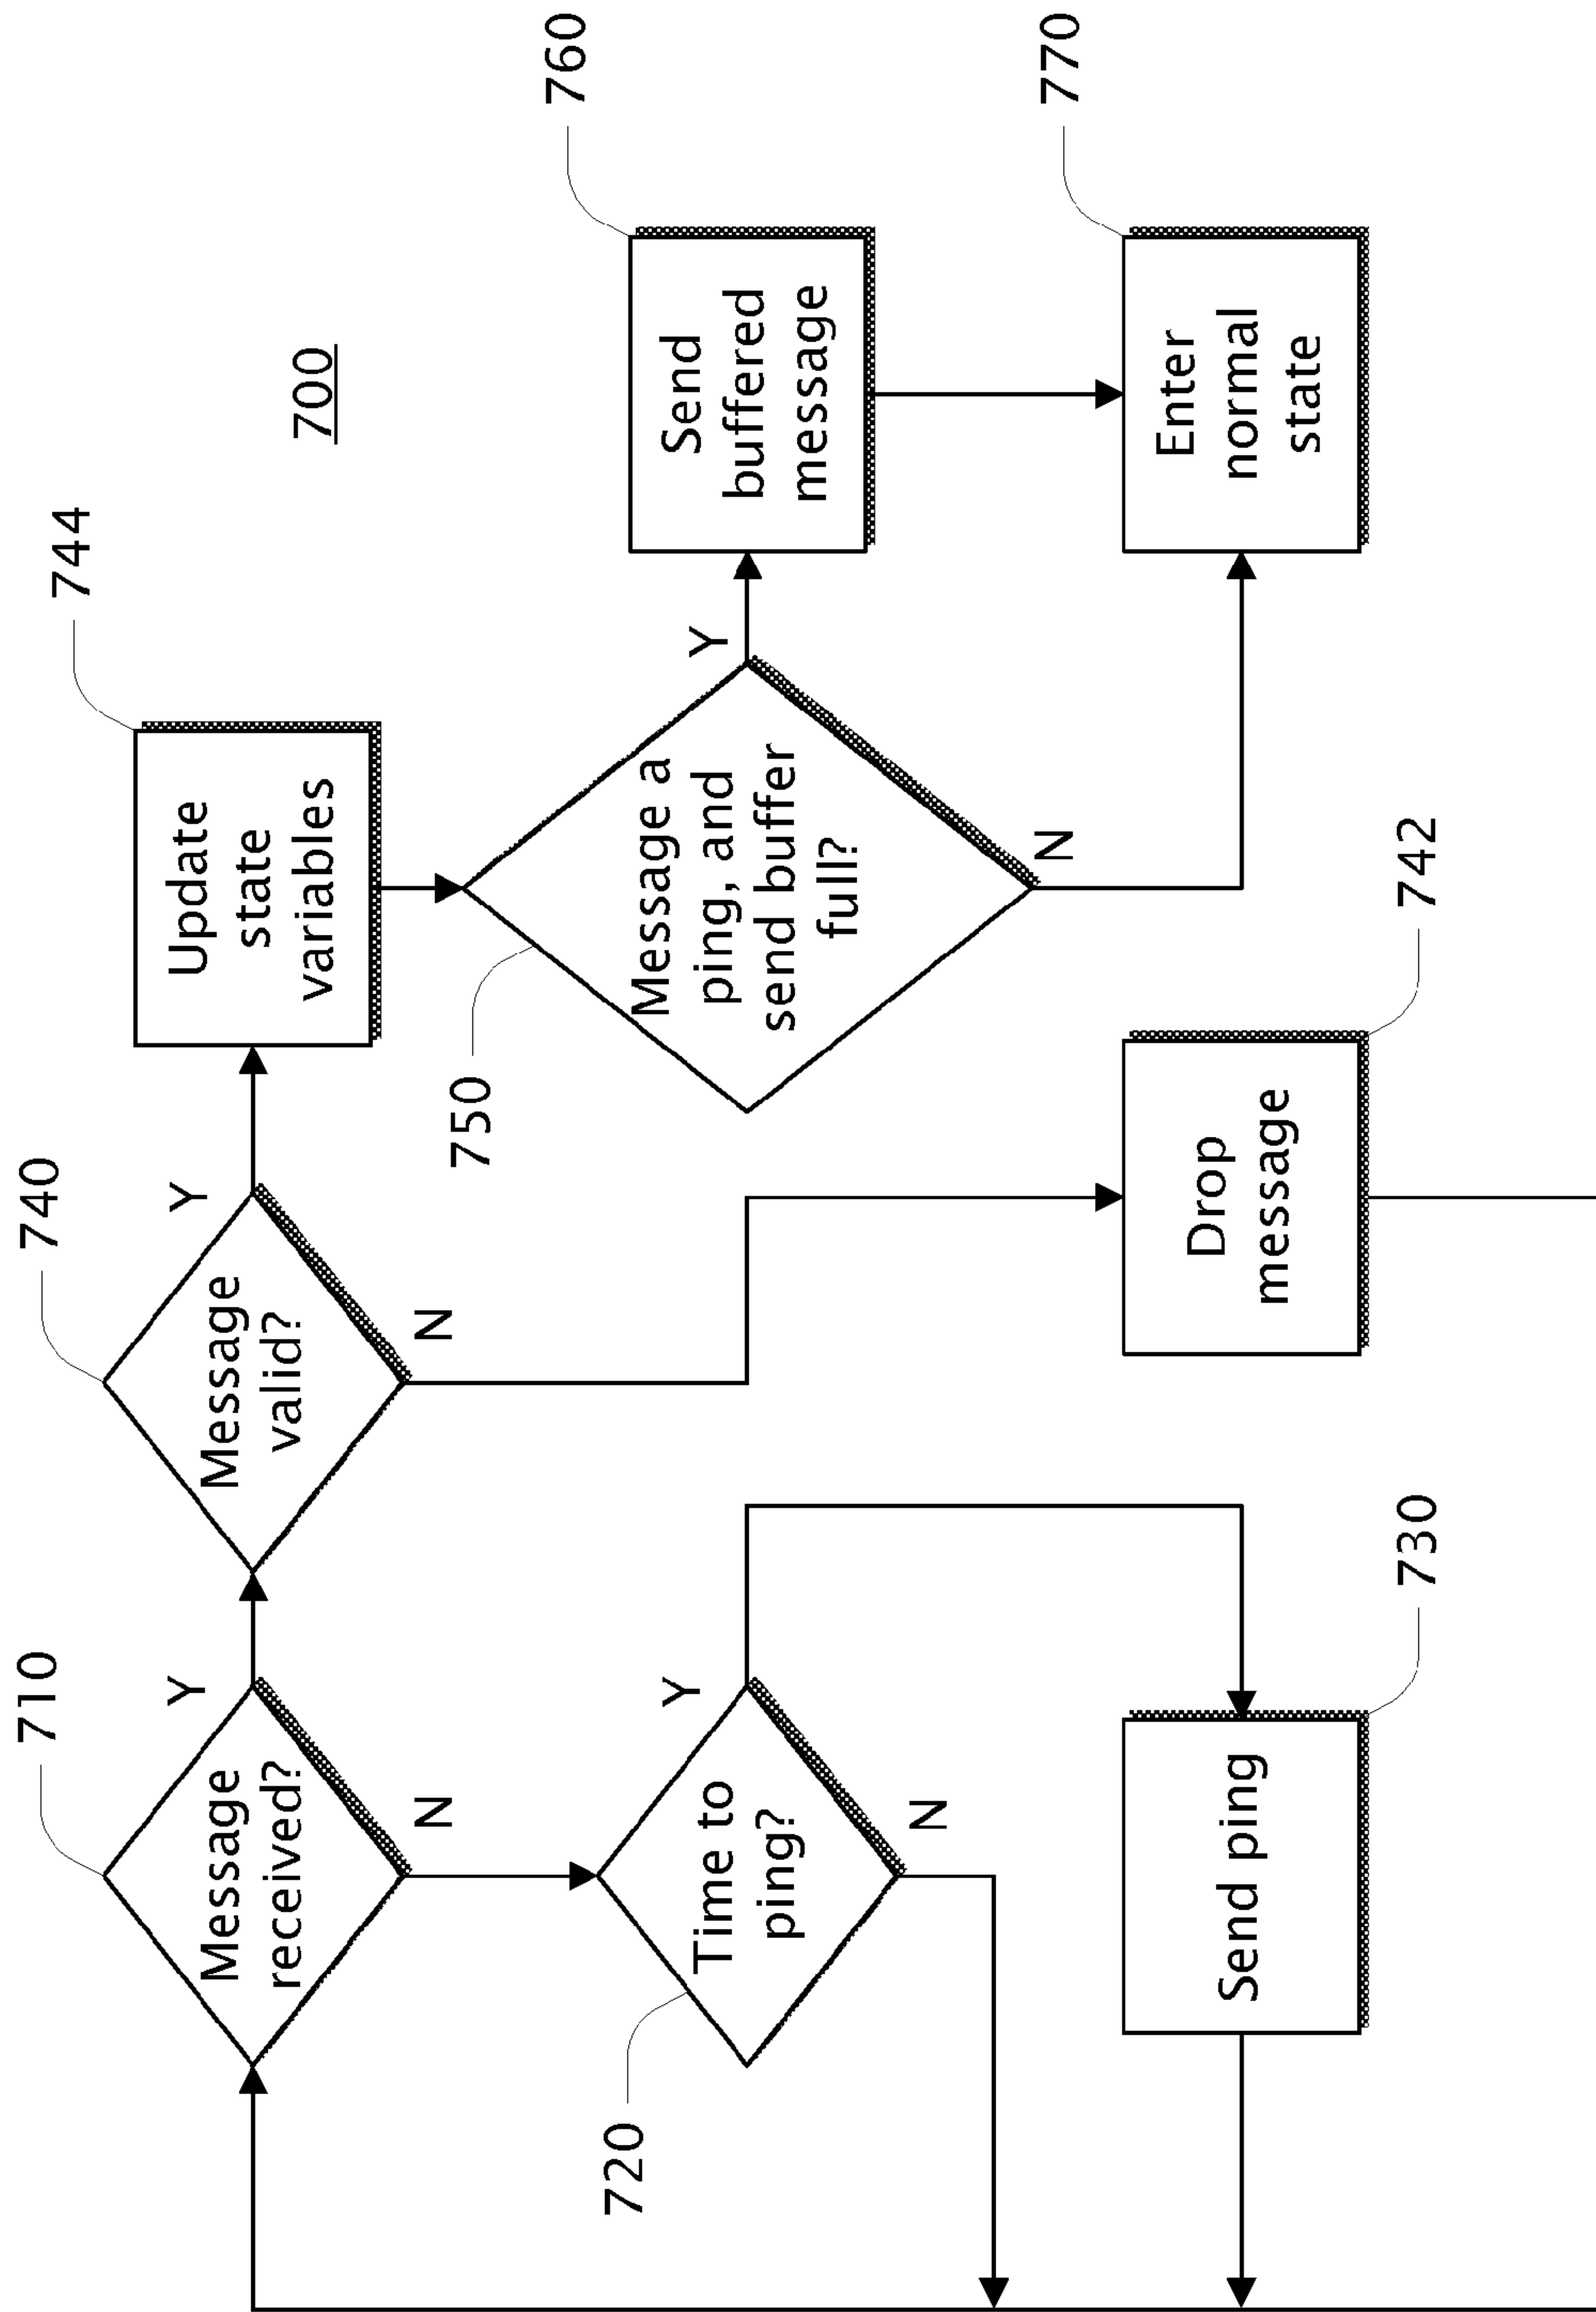 700
710
Message
received?
Y
N
740
Message
valid?
Y
N
744
Update
state
variables
720
Time to
ping?
Y
N
750
Message a
ping, and
send buffer
full?
Y
N
760
Send
buffered
message
730
Send ping
742
Drop
message
770
Enter
normal
state